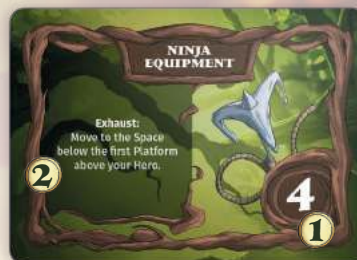 NINJA
EQUIPMENT
Exhaust:
Move to the Space
below the first Platform
above your Hero.
2
4
1